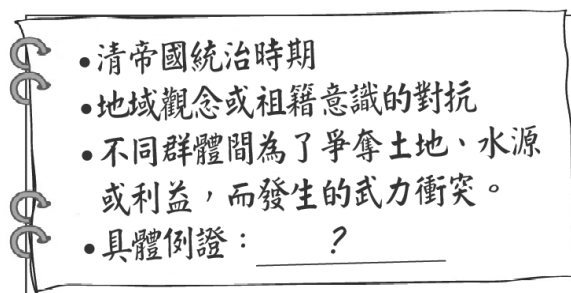 •清帝國統治時期
•地域觀念或祖籍意識的對抗
•不同群體間為了爭奪土地、水源
或利益，而發生的武力衝突。
•具體例證：？